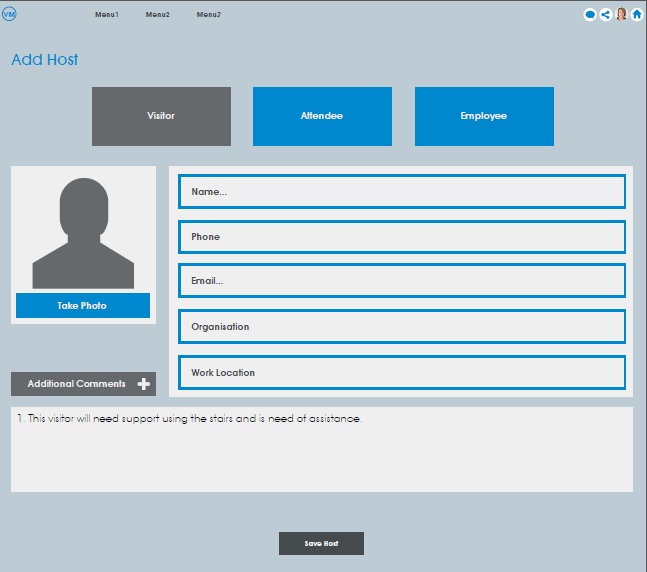 VM
Menu1
Menu2
Menu3
Add Host
Visitor
Attendee
Employee
Name...
Phone
Email...
Organisation
Work Location
Take Photo
Additional Comments
1. This visitor will need support using the stairs and is need of assistance.
Save Host